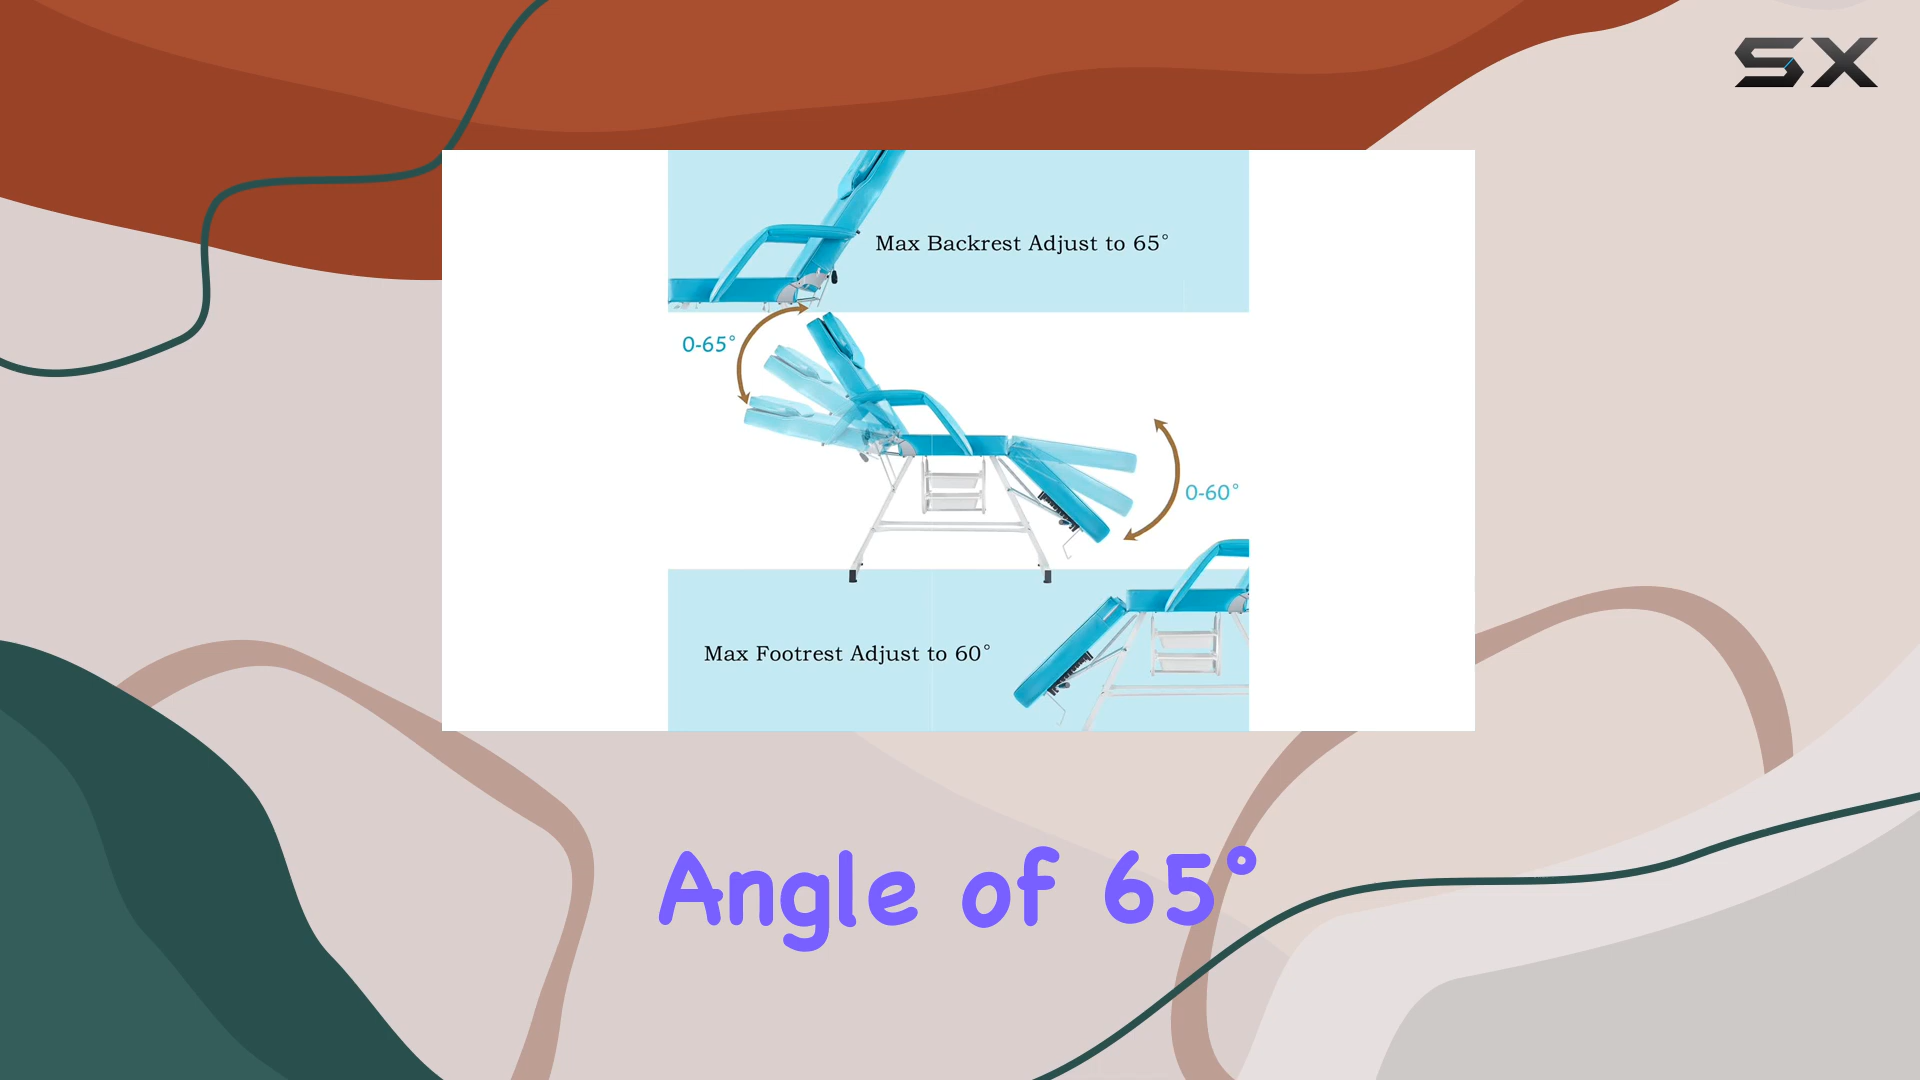 SX
Max Backrest Adjust to 65°
0-65°
0-60°
Max Footrest Adjust to 60°
Angle of 65°